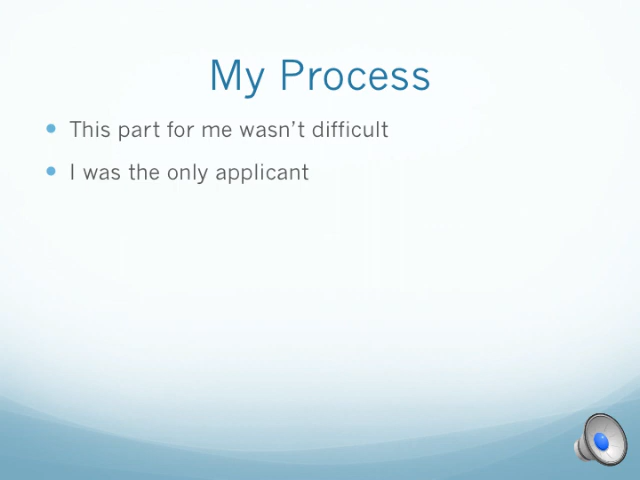 My Process
This part for me wasn’t difficult
I was the only applicant